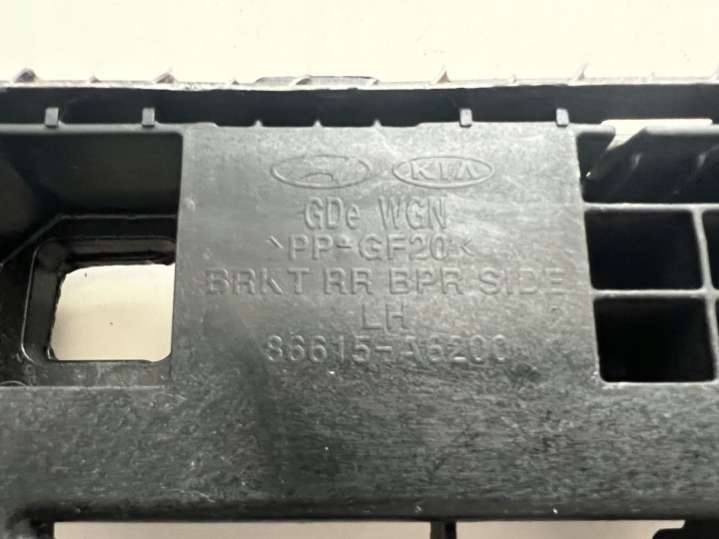 KIA
GDe WGN
>PP-GF20<
BRKT RR BPR SIDE
LH
86615-A6200